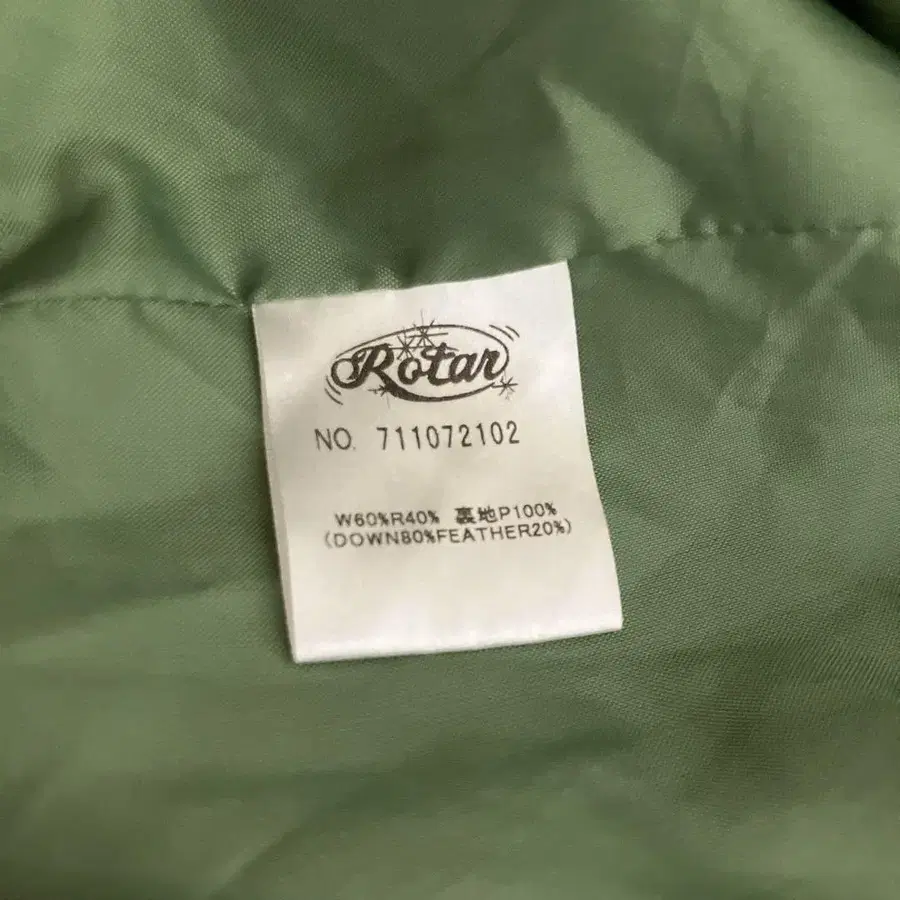 Rotar
NO. 711072102
W60%R40% 裏地P100%
(DOWN80%FEATHER20%)